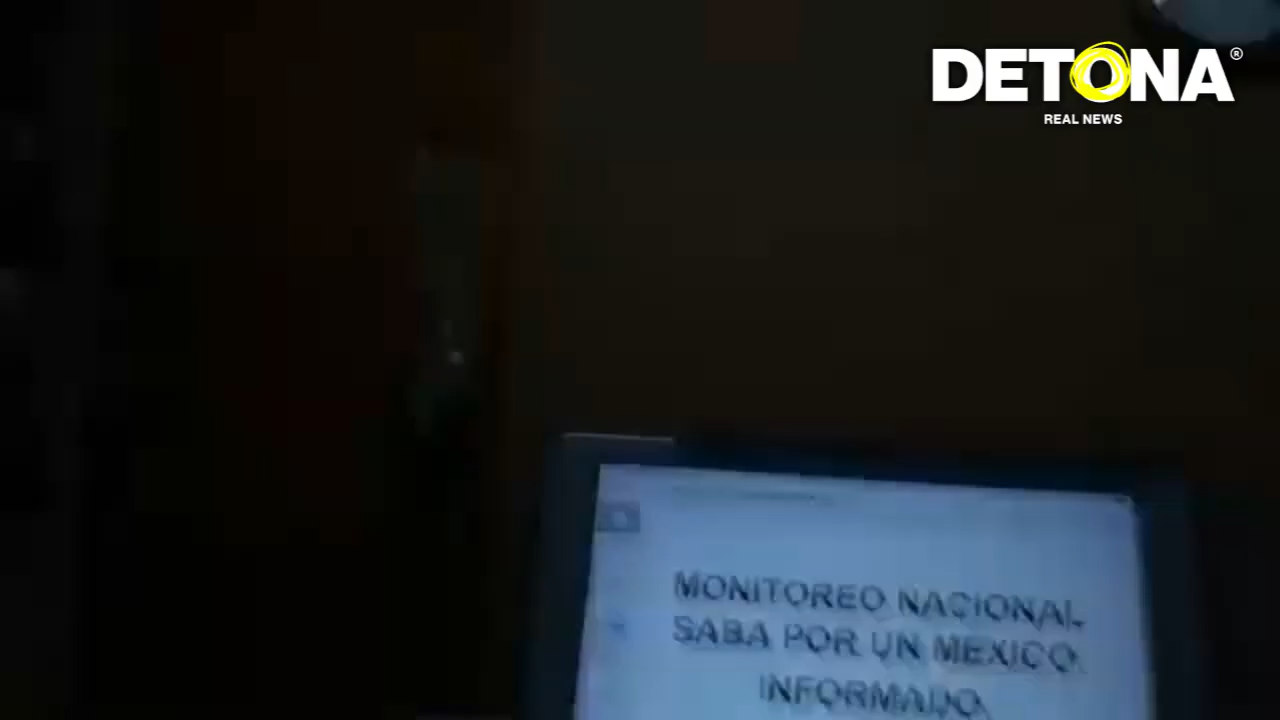 DETONA®
REAL NEWS
MONITOREO NACIONAL
SABA POR UN MEXICO
INFORMADO